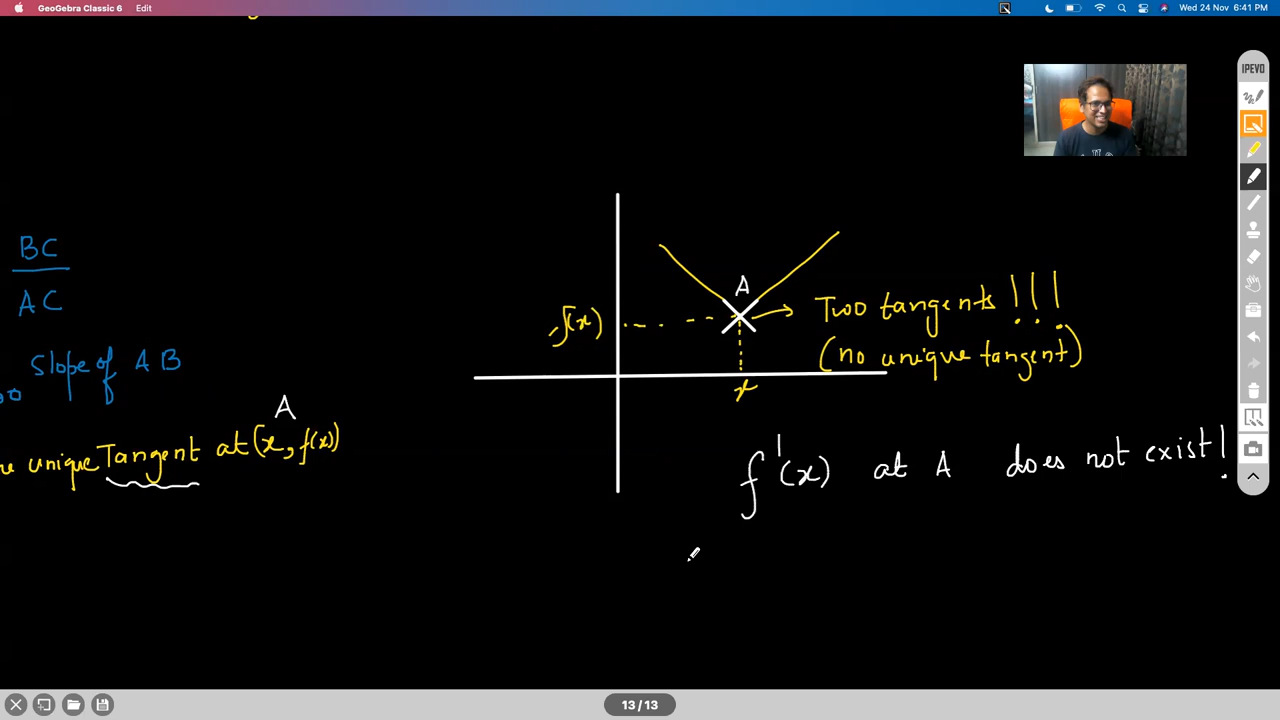 GeoGebra Classic 6 Edit Wed 24 Nov 6:41 PM
IPEVO
BC
AC
Slope of AB
A
unique Tangent at (x, f(x))
A
f(x)
x
Two tangents !!!
(no unique tangent)
f'(x) at A does not exist!
13/13